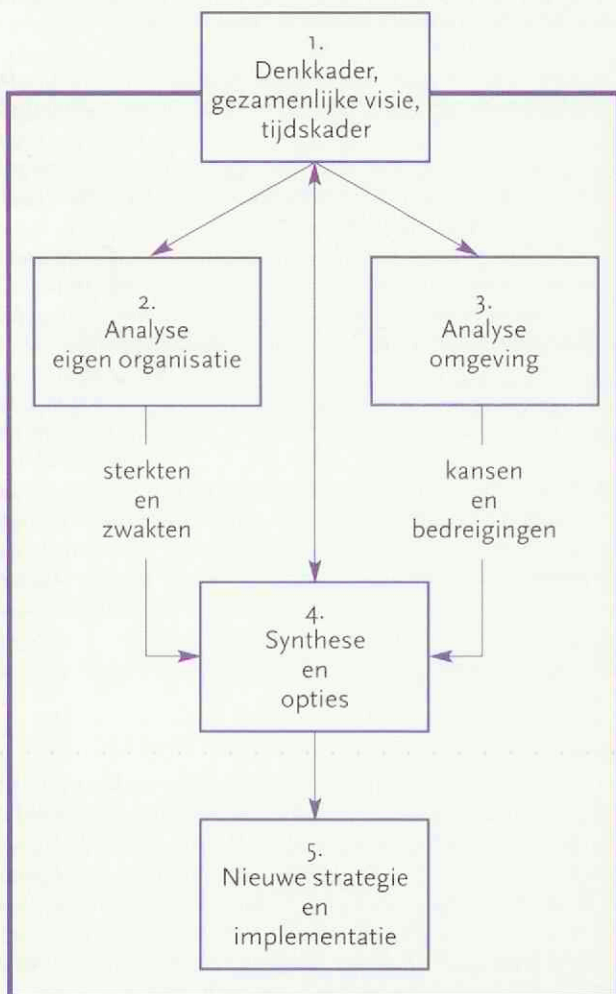 1.
Denkkader,
gezamenlijke visie,
tijdskader
2.
Analyse
eigen organisatie
3.
Analyse
omgeving
sterkten
en
zwakten
kansen
en
bedreigingen
4.
Synthese
en
opties
5.
Nieuwe strategie
en
implementatie